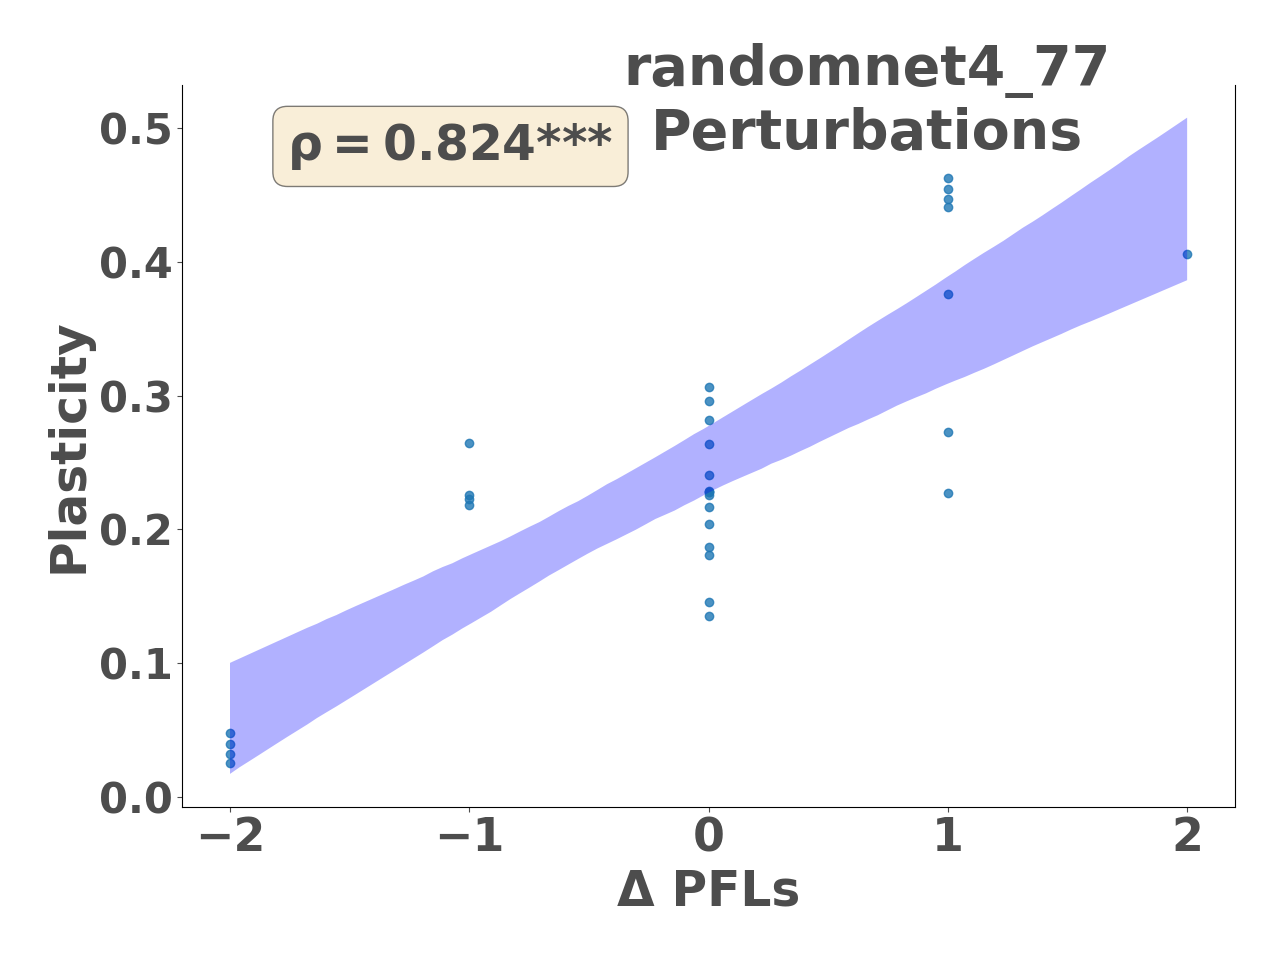 randomnet4_77
Perturbations
ρ = 0.824***
Plasticity
0.5
0.4
0.3
0.2
0.1
0.0
−2
−1
0
1
2
Δ PFLs